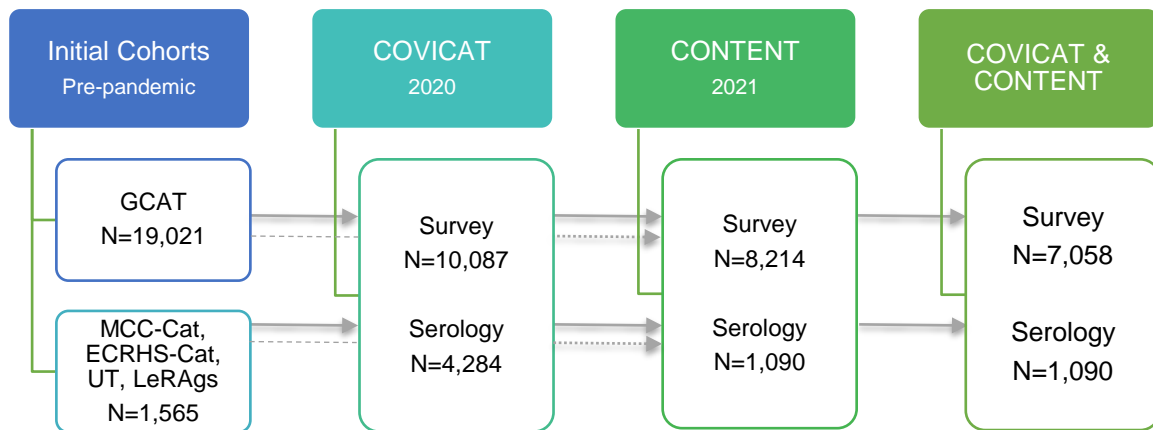 Initial Cohorts
Pre-pandemic
COVICAT
2020
CONTENT
2021
COVICAT &
CONTENT
GCAT
N=19,021
MCC-Cat,
ECRHS-Cat,
UT, LeRAgs
N=1,565
Survey
N=10,087
Serology
N=4,284
Survey
N=8,214
Serology
N=1,090
Survey
N=7,058
Serology
N=1,090